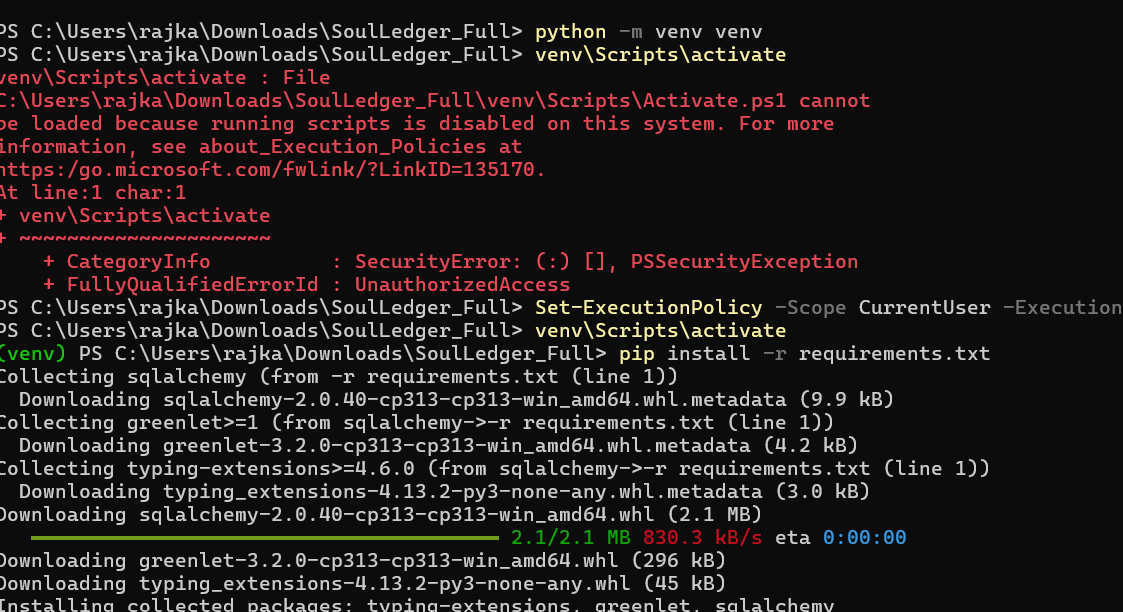 PS C:\Users\rajka\Downloads\SoulLedger_Full> python -m venv venv
PS C:\Users\rajka\Downloads\SoulLedger_Full> venv\Scripts\activate
venv\Scripts\activate : File
C:\Users\rajka\Downloads\SoulLedger_Full\venv\Scripts\Activate.ps1 cannot
be loaded because running scripts is disabled on this system. For more
information, see about_Execution_Policies at
https:/go.microsoft.com/fwlink/?LinkID=135170.
At line:1 char:1
+ venv\Scripts\activate
+ ~~~~~~~~~~~~~~~~~~~~~
+ CategoryInfo : SecurityError: (:) [], PSSecurityException
+ FullyQualifiedErrorId : UnauthorizedAccess
PS C:\Users\rajka\Downloads\SoulLedger_Full> Set-ExecutionPolicy -Scope CurrentUser -Execution
PS C:\Users\rajka\Downloads\SoulLedger_Full> venv\Scripts\activate
(venv) PS C:\Users\rajka\Downloads\SoulLedger_Full> pip install -r requirements.txt
Collecting sqlalchemy (from -r requirements.txt (line 1))
Downloading sqlalchemy-2.0.40-cp313-cp313-win_amd64.whl.metadata (9.9 kB)
Collecting greenlet>=1 (from sqlalchemy->-r requirements.txt (line 1))
Downloading greenlet-3.2.0-cp313-cp313-win_amd64.whl.metadata (4.2 kB)
Collecting typing-extensions>=4.6.0 (from sqlalchemy->-r requirements.txt (line 1))
Downloading typing_extensions-4.13.2-py3-none-any.whl.metadata (3.0 kB)
Downloading sqlalchemy-2.0.40-cp313-cp313-win_amd64.whl (2.1 MB)
2.1/2.1 MB 830.3 kB/s eta 0:00:00
Downloading greenlet-3.2.0-cp313-cp313-win_amd64.whl (296 kB)
Downloading typing_extensions-4.13.2-py3-none-any.whl (45 kB)
Installing collected packages: typing-extensions, greenlet, sqlalchemy